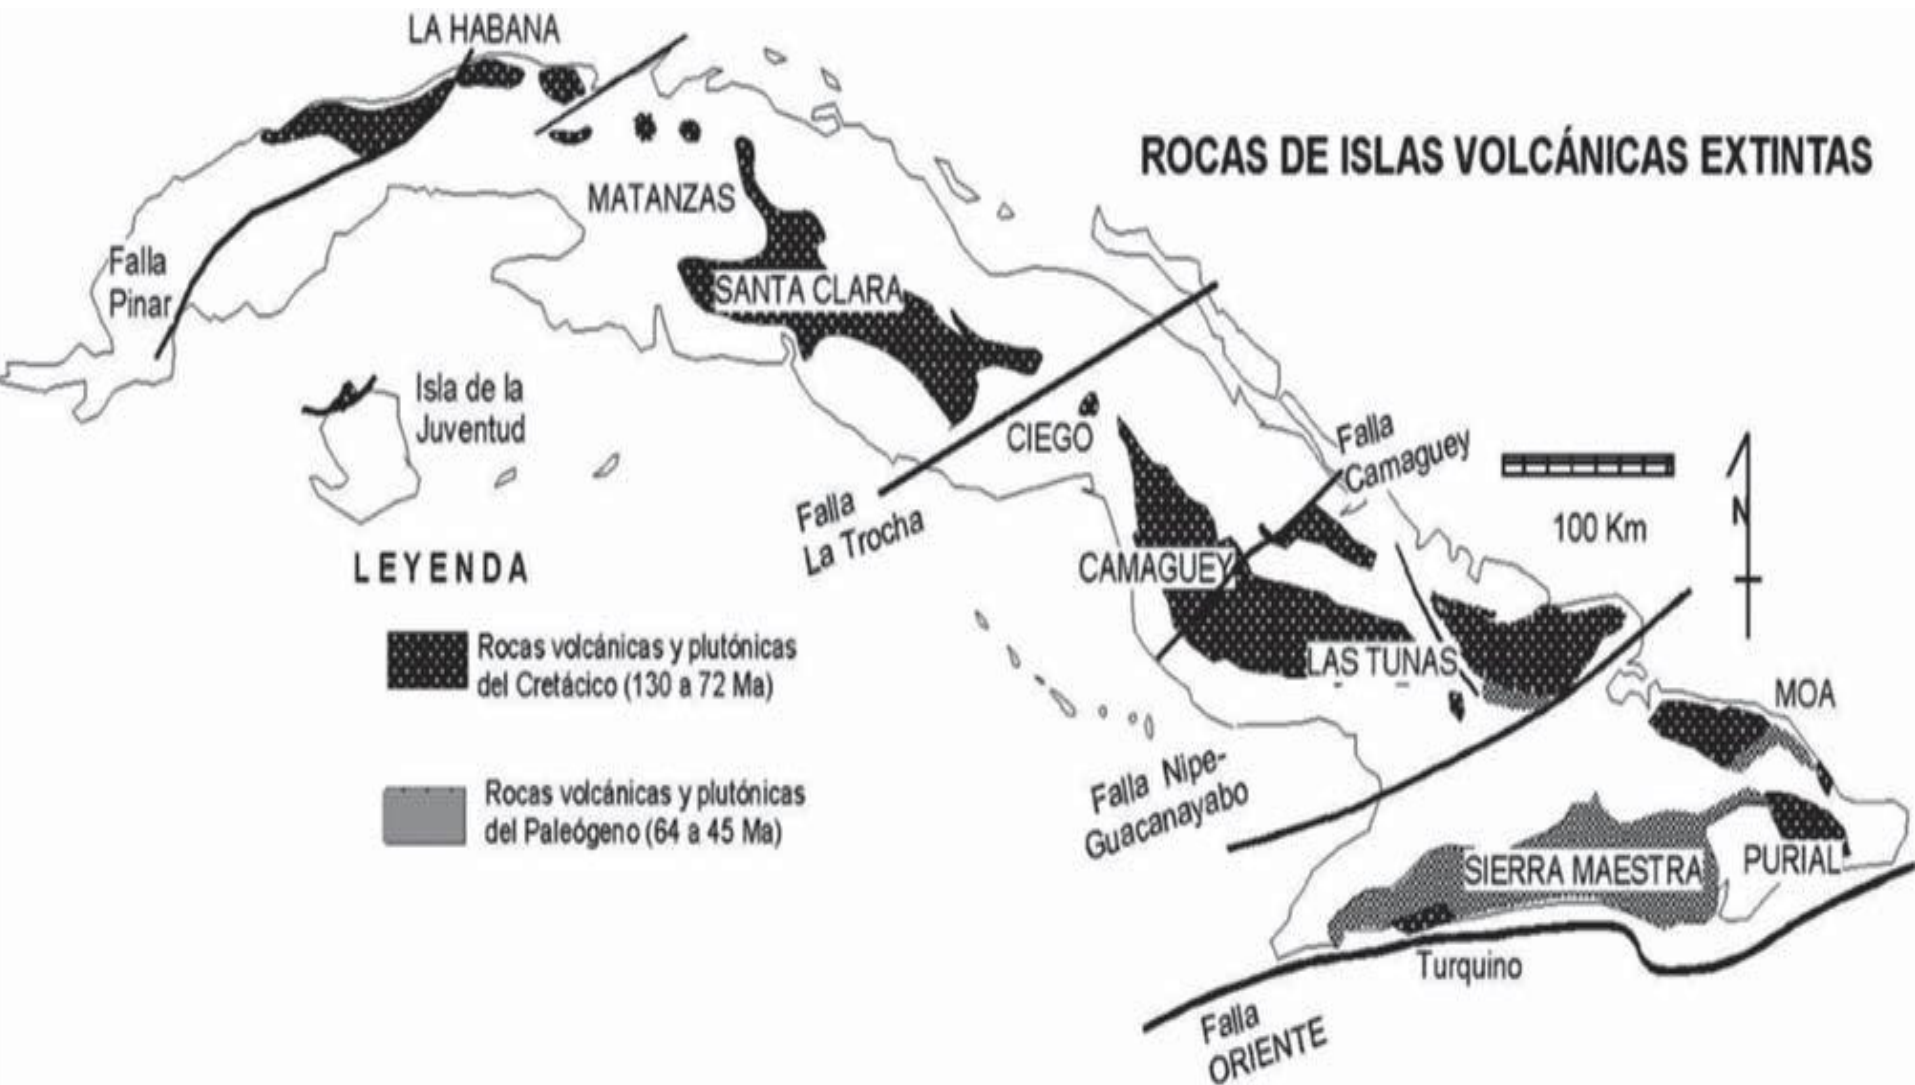 LA HABANA
ROCAS DE ISLAS VOLCÁNICAS EXTINTAS
MATANZAS
Falla
Pinar
SANTA CLARA
Isla de la
Juventud
CIEGO
Falla
Camaguey
Falla
La Trocha
100 Km
N
CAMAGUEY
LEYENDA
Rocas volcánicas y plutónicas
del Cretácico (130 a 72 Ma)
LAS TUNAS
MOA
Falla Nipe-
Guacanayabo
Rocas volcánicas y plutónicas
del Paleógeno (64 a 45 Ma)
SIERRA MAESTRA
PURIAL
Turquino
Falla
ORIENTE